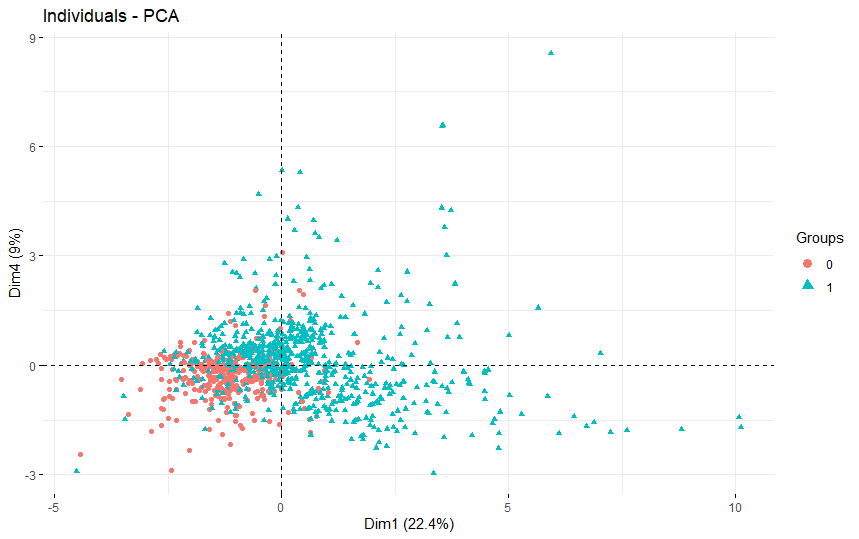 Individuals - PCA
9
6
3
0
-3
Dim4 (9%)
-5
0
5
10
Dim1 (22.4%)
Groups
0
1